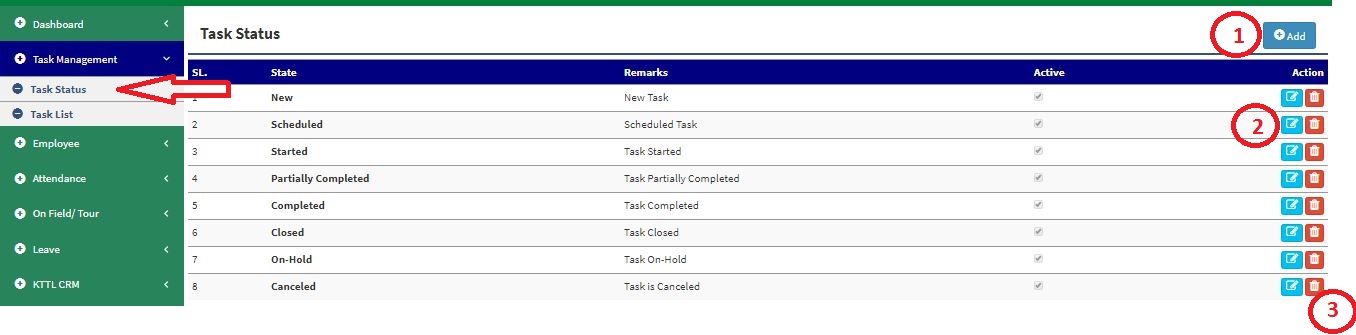 Dashboard
Task Management
Task Status
Task List
Employee
Attendance
On Field/ Tour
Leave
KTTL CRM
Task Status
1
Add
SL. State Remarks Active Action
1 New New Task
2 Scheduled Scheduled Task
2
3 Started Task Started
4 Partially Completed Task Partially Completed
5 Completed Task Completed
6 Closed Task Closed
7 On-Hold Task On-Hold
8 Canceled Task is Canceled
3